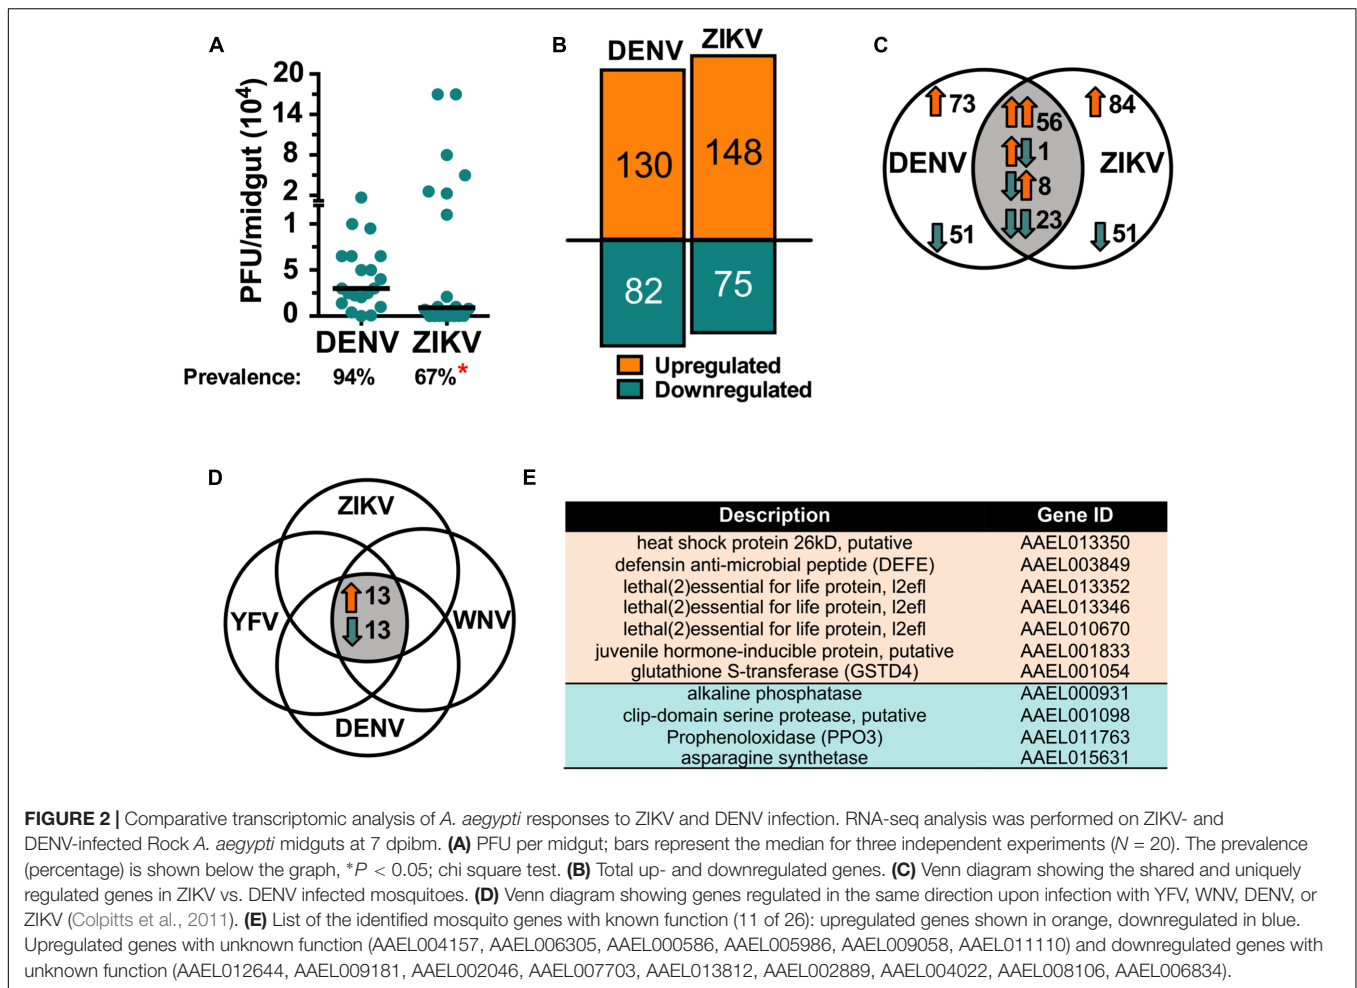 A
PFU/midgut (10⁴)
20
14
8
2
1
5
0
DENV ZIKV
Prevalence: 94% 67%*
B
DENV ZIKV
130 148
82 75
Upregulated
Downregulated
C
73 56 84
DENV 1 ZIKV
8
51 23 51
D
ZIKV
13
YFV WNV
13
DENV
E
Description Gene ID
heat shock protein 26kD, putative AAEL013350
defensin anti-microbial peptide (DEFE) AAEL003849
lethal(2)essential for life protein, l2efl AAEL013352
lethal(2)essential for life protein, l2efl AAEL013346
lethal(2)essential for life protein, l2efl AAEL010670
juvenile hormone-inducible protein, putative AAEL001833
glutathione S-transferase (GSTD4) AAEL001054
alkaline phosphatase AAEL000931
clip-domain serine protease, putative AAEL001098
Prophenoloxidase (PPO3) AAEL011763
asparagine synthetase AAEL015631
FIGURE 2 | Comparative transcriptomic analysis of A. aegypti responses to ZIKV and DENV infection. RNA-seq analysis was performed on ZIKV- and
DENV-infected Rock A. aegypti midguts at 7 dpibm. (A) PFU per midgut; bars represent the median for three independent experiments (N = 20). The prevalence
(percentage) is shown below the graph, *P < 0.05; chi square test. (B) Total up- and downregulated genes. (C) Venn diagram showing the shared and uniquely
regulated genes in ZIKV vs. DENV infected mosquitoes. (D) Venn diagram showing genes regulated in the same direction upon infection with YFV, WNV, DENV, or
ZIKV (Colpitts et al., 2011). (E) List of the identified mosquito genes with known function (11 of 26): upregulated genes shown in orange, downregulated in blue.
Upregulated genes with unknown function (AAEL004157, AAEL006305, AAEL000586, AAEL005986, AAEL009058, AAEL011110) and downregulated genes with
unknown function (AAEL012644, AAEL009181, AAEL002046, AAEL007703, AAEL013812, AAEL002889, AAEL004022, AAEL008106, AAEL006834).